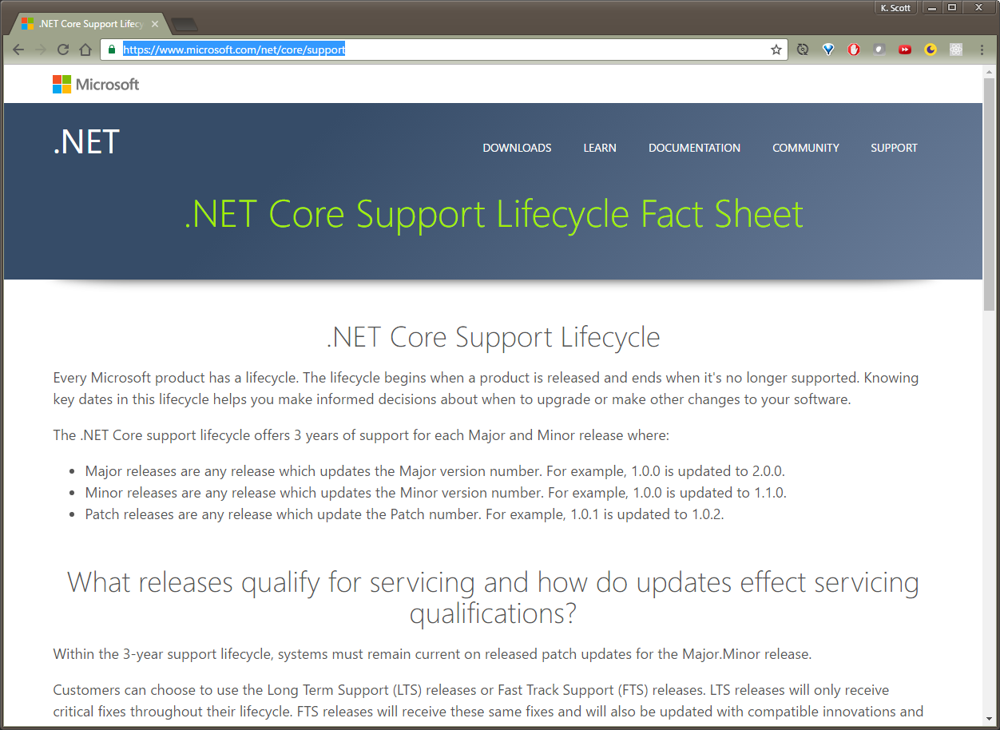 K. Scott
.NET Core Support Lifecy
https://www.microsoft.com/net/core/support
Microsoft
.NET
DOWNLOADS LEARN DOCUMENTATION COMMUNITY SUPPORT
.NET Core Support Lifecycle Fact Sheet
.NET Core Support Lifecycle
Every Microsoft product has a lifecycle. The lifecycle begins when a product is released and ends when it's no longer supported. Knowing
key dates in this lifecycle helps you make informed decisions about when to upgrade or make other changes to your software.
The .NET Core support lifecycle offers 3 years of support for each Major and Minor release where:
• Major releases are any release which updates the Major version number. For example, 1.0.0 is updated to 2.0.0.
• Minor releases are any release which updates the Minor version number. For example, 1.0.0 is updated to 1.1.0.
• Patch releases are any release which update the Patch number. For example, 1.0.1 is updated to 1.0.2.
What releases qualify for servicing and how do updates effect servicing
qualifications?
Within the 3-year support lifecycle, systems must remain current on released patch updates for the Major.Minor release.
Customers can choose to use the Long Term Support (LTS) releases or Fast Track Support (FTS) releases. LTS releases will only receive
critical fixes throughout their lifecycle. FTS releases will receive these same fixes and will also be updated with compatible innovations and